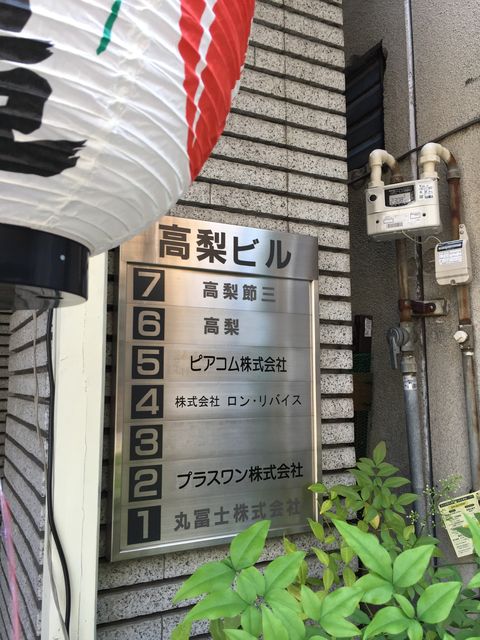 高梨ビル
7 高梨節三
6 高梨
5 ピアコム株式会社
4 株式会社 ロン・リバイス
3
2 プラスワン株式会社
1 丸冨士株式会社